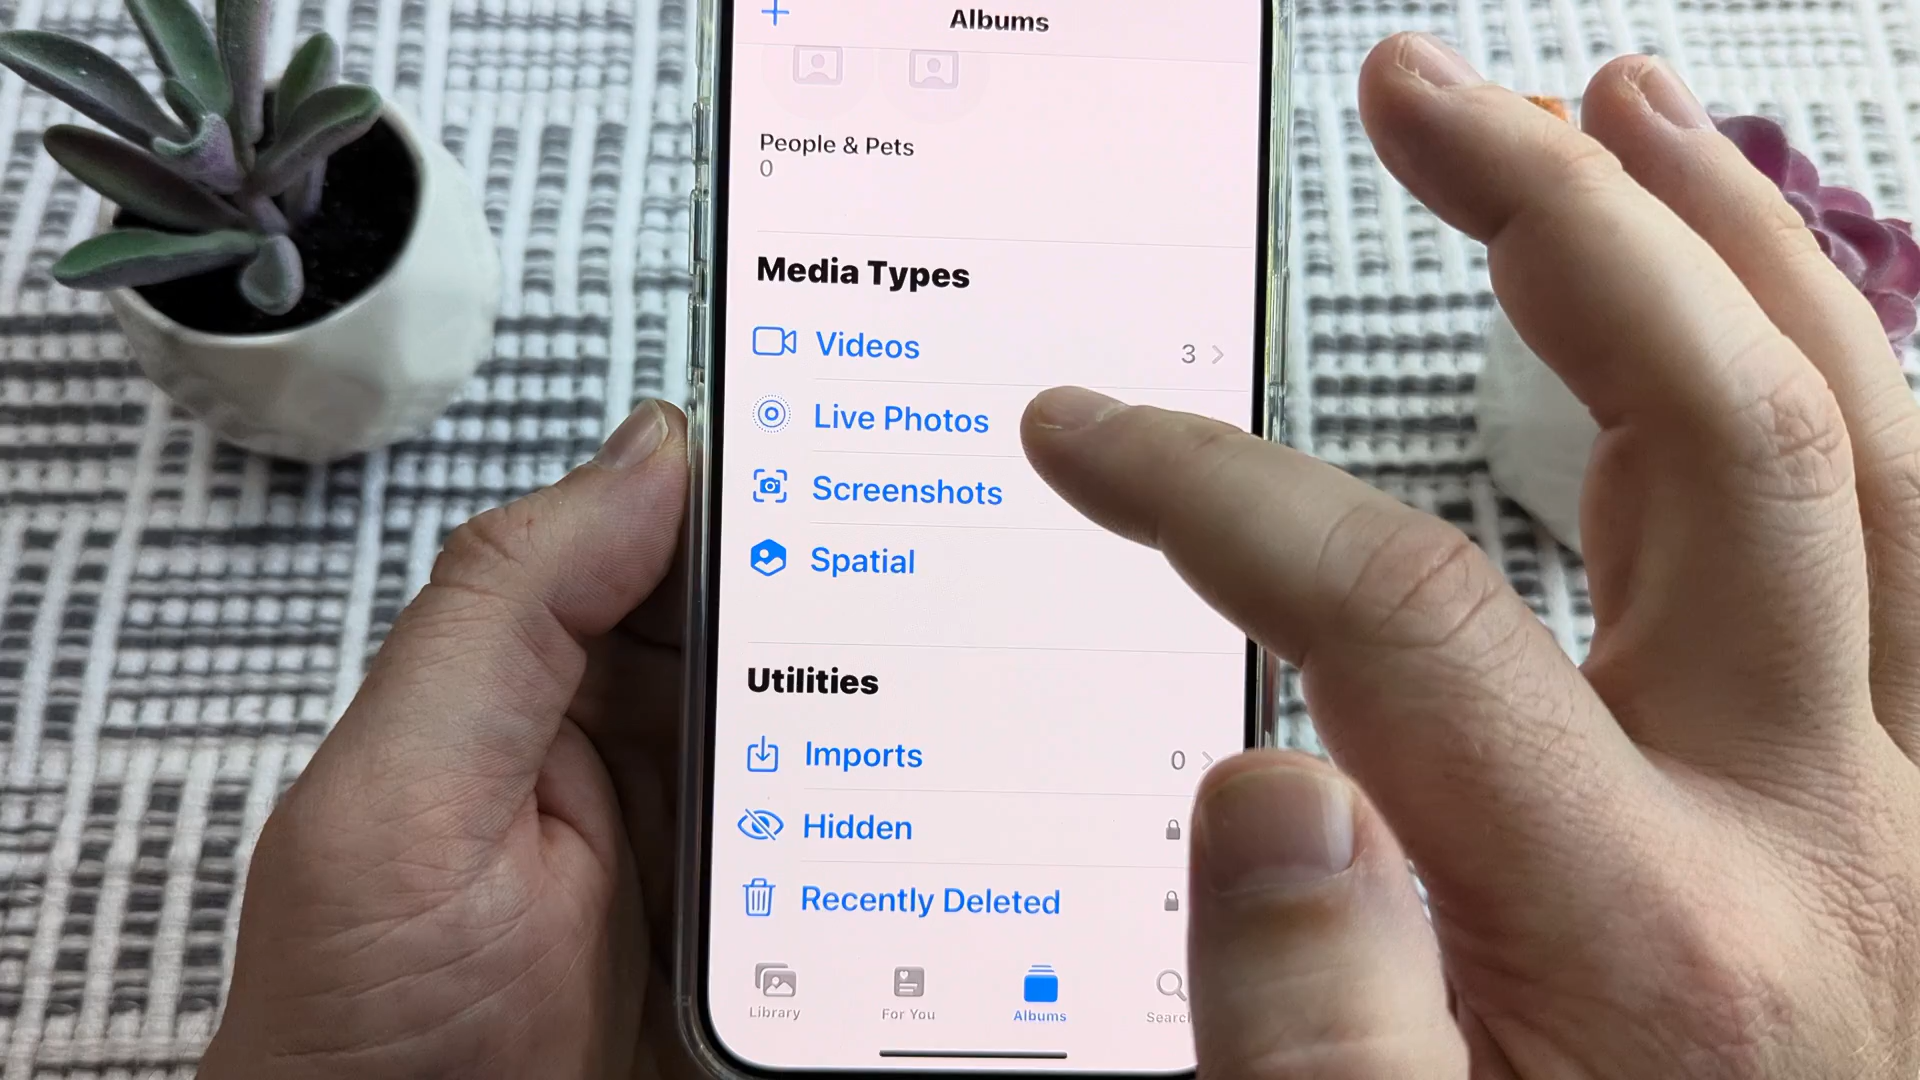 Albums
People & Pets
0
Media Types
Videos 3
Live Photos
Screenshots
Spatial
Utilities
Imports 0
Hidden
Recently Deleted
Library For You Albums Search